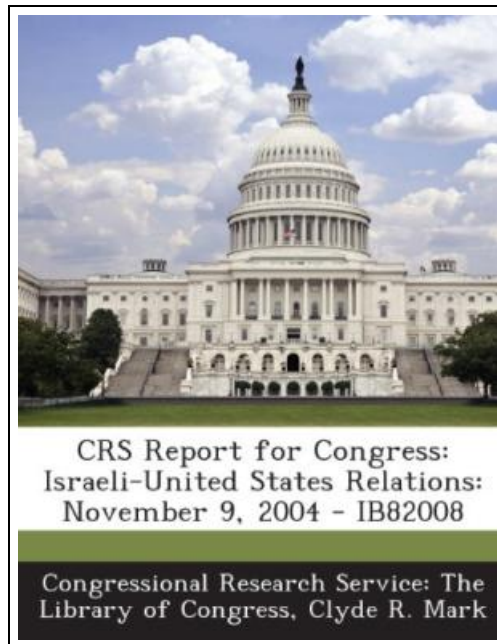 CRS Report for Congress:
Israeli-United States Relations:
November 9, 2004 - IB82008
Congressional Research Service: The
Library of Congress, Clyde R. Mark